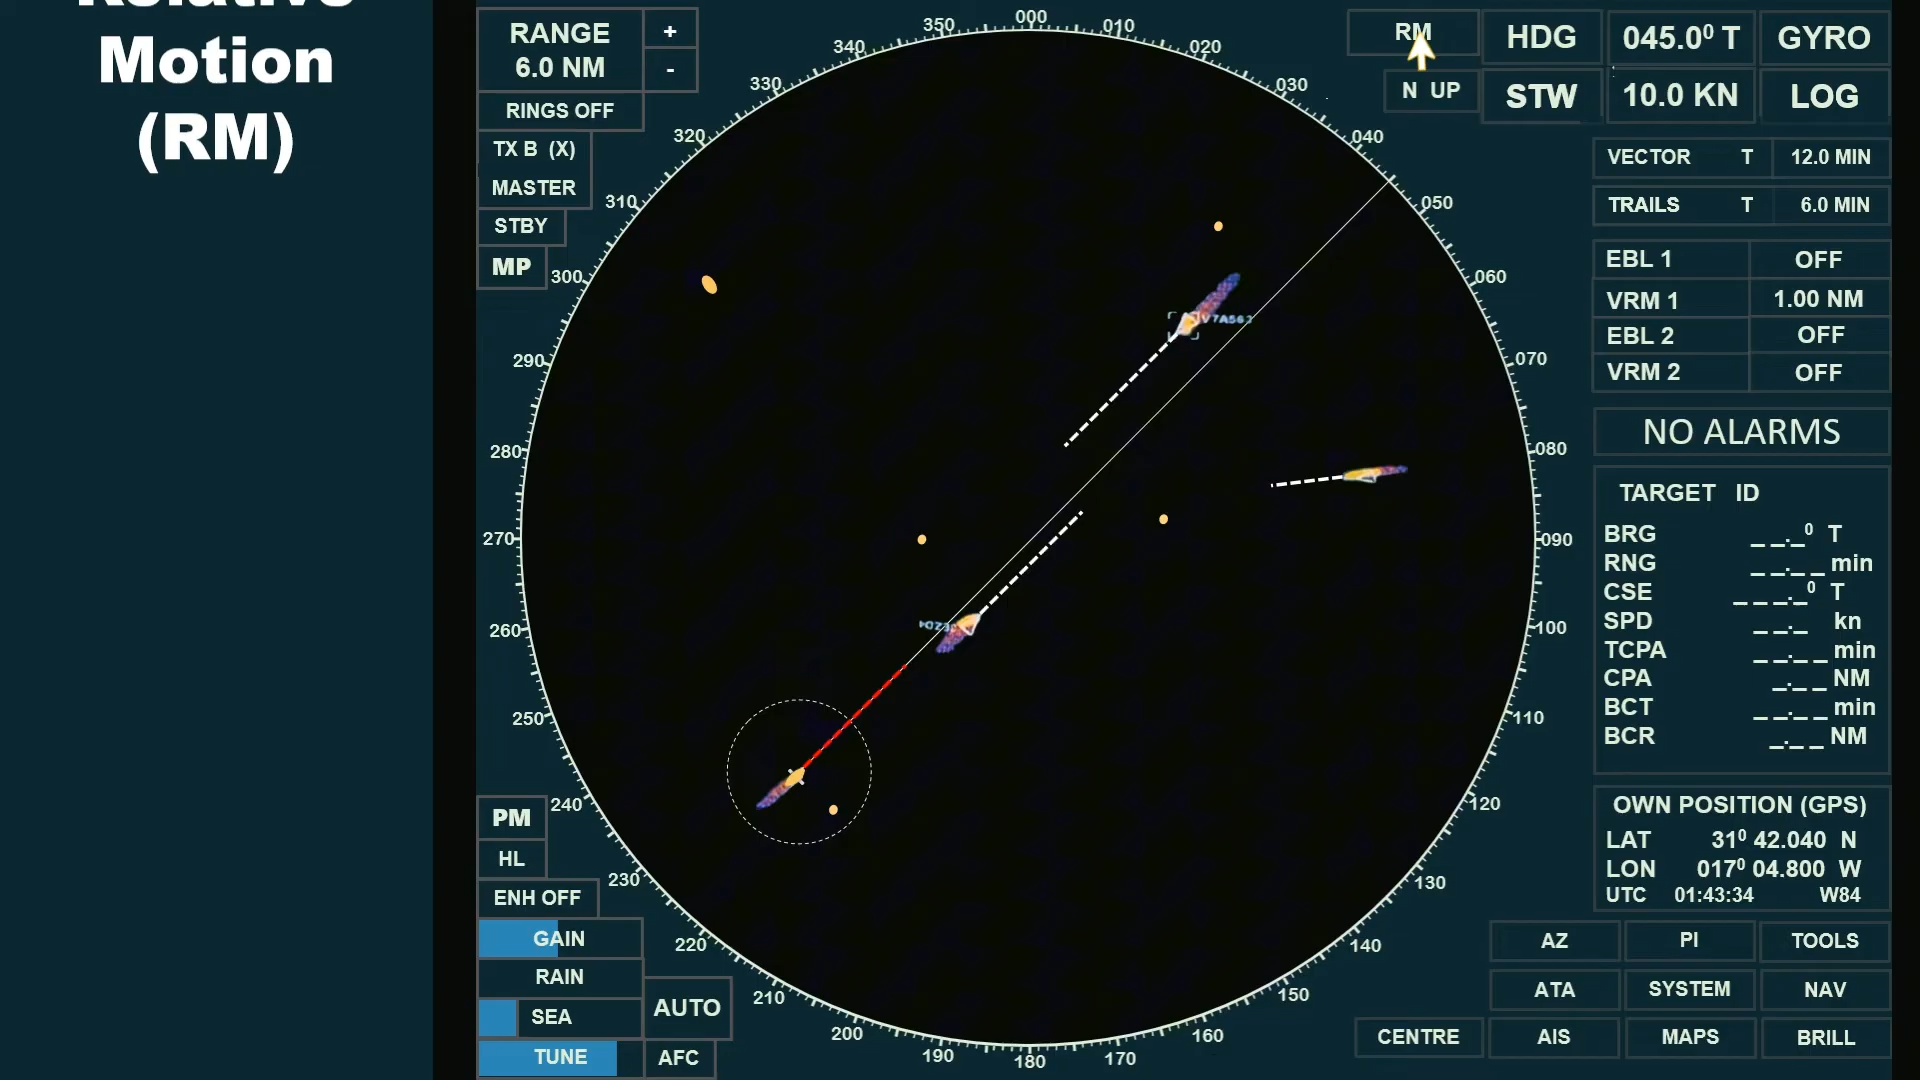 Relative
Motion
(RM)
RANGE
6.0 NM
+
-
RINGS OFF
TX B (X)
MASTER
STBY
MP
RM
N UP
HDG
045.0⁰ T
GYRO
STW
10.0 KN
LOG
VECTOR T 12.0 MIN
TRAILS T 6.0 MIN
EBL 1 OFF
VRM 1 1.00 NM
EBL 2 OFF
VRM 2 OFF
NO ALARMS
TARGET ID
BRG _ _._⁰ T
RNG _ _._ _ min
CSE _ _ _._⁰ T
SPD _ _._ kn
TCPA _ _._ _ min
CPA _._ _ NM
BCT _ _._ _ min
BCR _._ _ NM
OWN POSITION (GPS)
LAT 31⁰ 42.040 N
LON 017⁰ 04.800 W
UTC 01:43:34 W84
AZ PI TOOLS
ATA SYSTEM NAV
CENTRE AIS MAPS BRILL
PM
HL
ENH OFF
GAIN
RAIN
SEA
TUNE
AUTO
AFC
000
010
020
030
040
050
060
070
080
090
100
110
120
130
140
150
160
170
180
190
200
210
220
230
240
250
260
270
280
290
300
310
320
330
340
350
V7A563